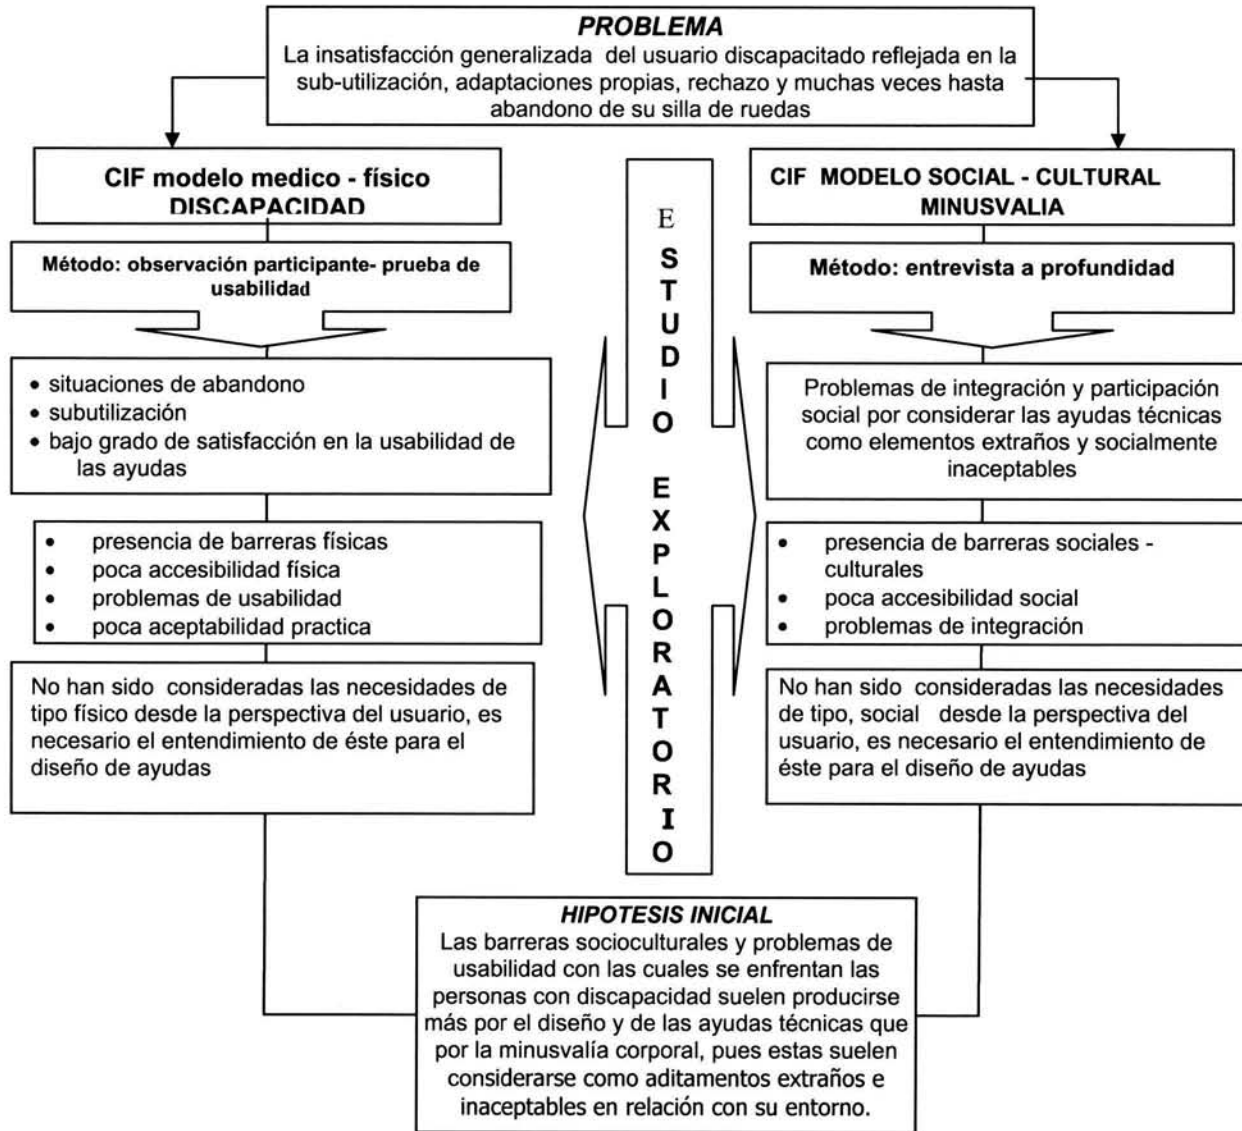 PROBLEMA
La insatisfacción generalizada del usuario discapacitado reflejada en la
sub-utilización, adaptaciones propias, rechazo y muchas veces hasta
abandono de su silla de ruedas
CIF modelo medico - físico
DISCAPACIDAD
Método: observación participante- prueba de
usabilidad
• situaciones de abandono
• subutilización
• bajo grado de satisfacción en la usabilidad de
las ayudas
• presencia de barreras físicas
• poca accesibilidad física
• problemas de usabilidad
• poca aceptabilidad practica
No han sido consideradas las necesidades de
tipo físico desde la perspectiva del usuario, es
necesario el entendimiento de éste para el
diseño de ayudas
E
S
T
U
D
I
O
E
X
P
L
O
R
A
T
O
R
I
O
CIF MODELO SOCIAL - CULTURAL
MINUSVALIA
Método: entrevista a profundidad
Problemas de integración y participación
social por considerar las ayudas técnicas
como elementos extraños y socialmente
inaceptables
• presencia de barreras sociales -
culturales
• poca accesibilidad social
• problemas de integración
No han sido consideradas las necesidades
de tipo, social desde la perspectiva del
usuario, es necesario el entendimiento de
éste para el diseño de ayudas
HIPOTESIS INICIAL
Las barreras socioculturales y problemas de
usabilidad con las cuales se enfrentan las
personas con discapacidad suelen producirse
más por el diseño y de las ayudas técnicas que
por la minusvalía corporal, pues estas suelen
considerarse como aditamentos extraños e
inaceptables en relación con su entorno.